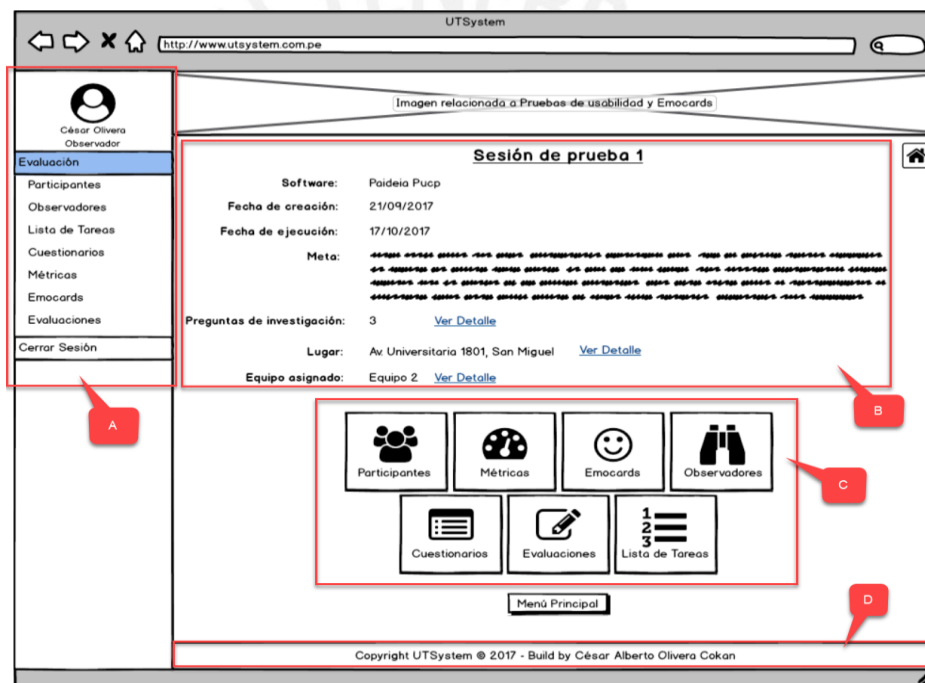 UTSystem
http://www.utsystem.com.pe
César Olivera
Observador
Evaluación
Participantes
Observadores
Lista de Tareas
Cuestionarios
Métricas
Emocards
Evaluaciones
Cerrar Sesión
A
Imagen relacionada a Pruebas de usabilidad y Emocards
Sesión de prueba 1
Software: Paideia Pucp
Fecha de creación: 21/09/2017
Fecha de ejecución: 17/10/2017
Meta:
Preguntas de investigación: 3 Ver Detalle
Lugar: Av. Universitaria 1801, San Miguel Ver Detalle
Equipo asignado: Equipo 2 Ver Detalle
B
Participantes Métricas Emocards Observadores
C
1
2
3
Cuestionarios Evaluaciones Lista de Tareas
Menú Principal
D
Copyright UTSystem © 2017 - Build by César Alberto Olivera Cokan